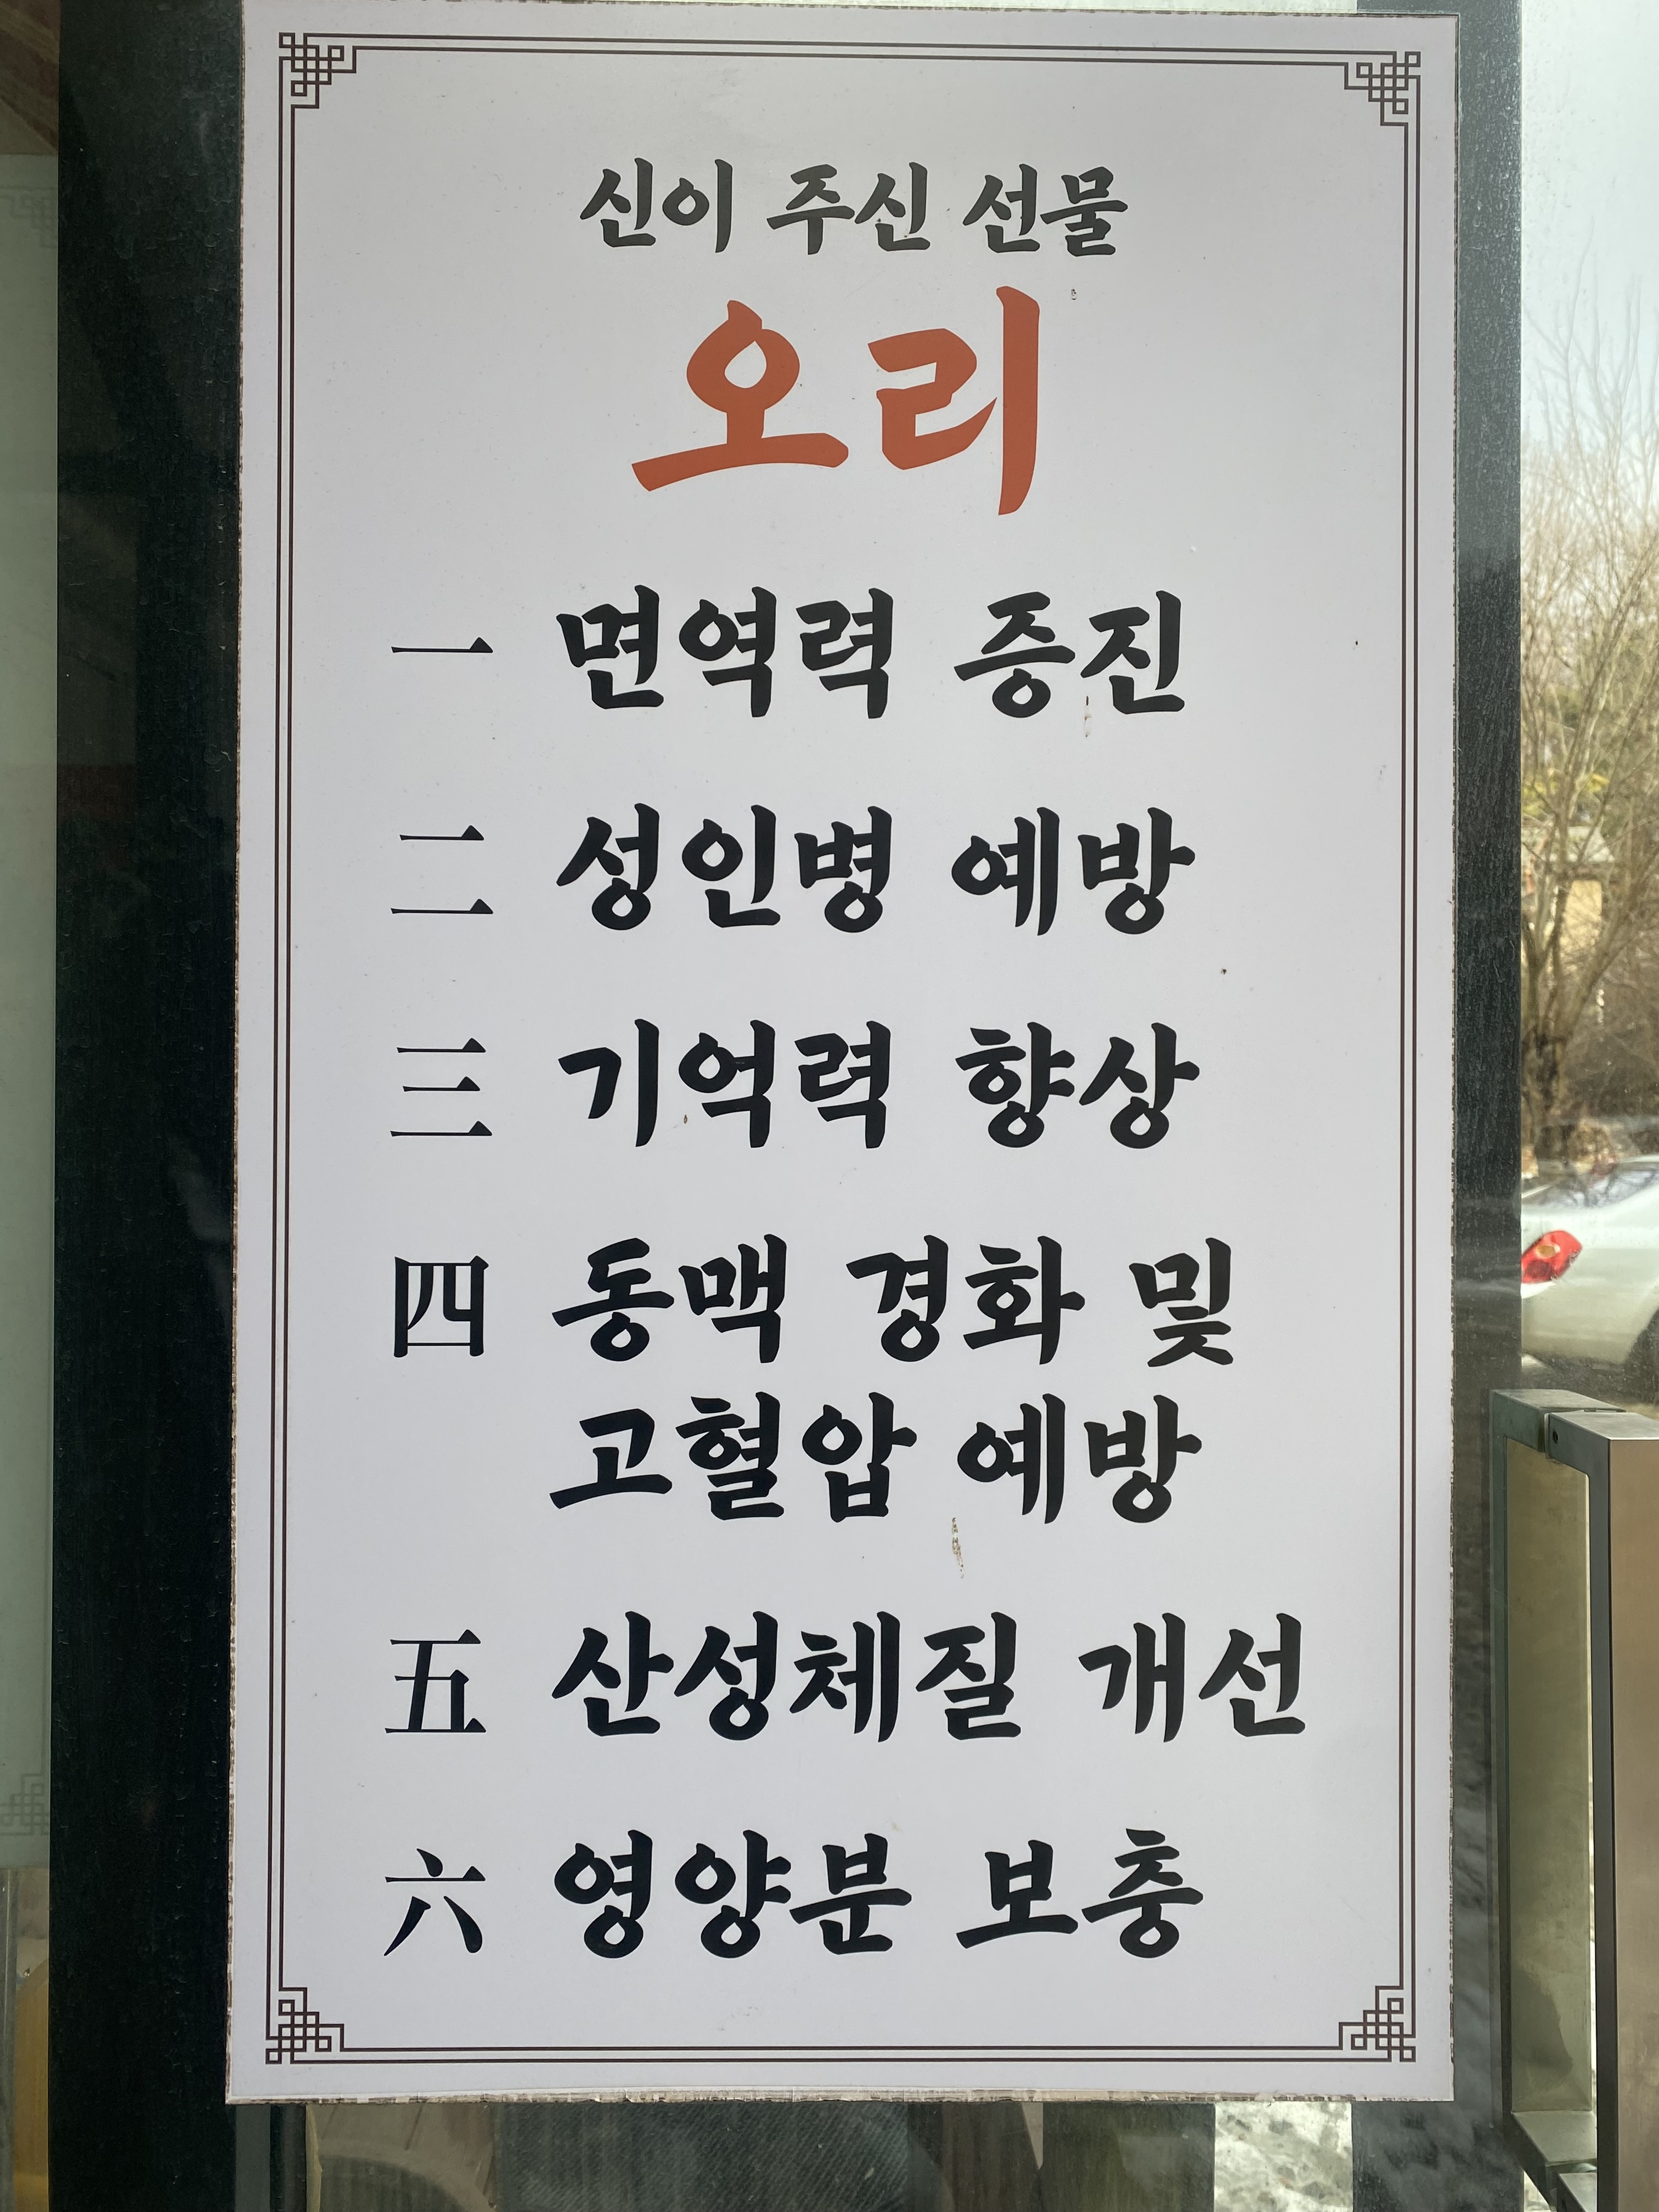 신이 주신 선물
오리
一 면역력 증진
二 성인병 예방
三 기억력 향상
四 동맥 경화 및
고혈압 예방
五 산성체질 개선
六 영양분 보충